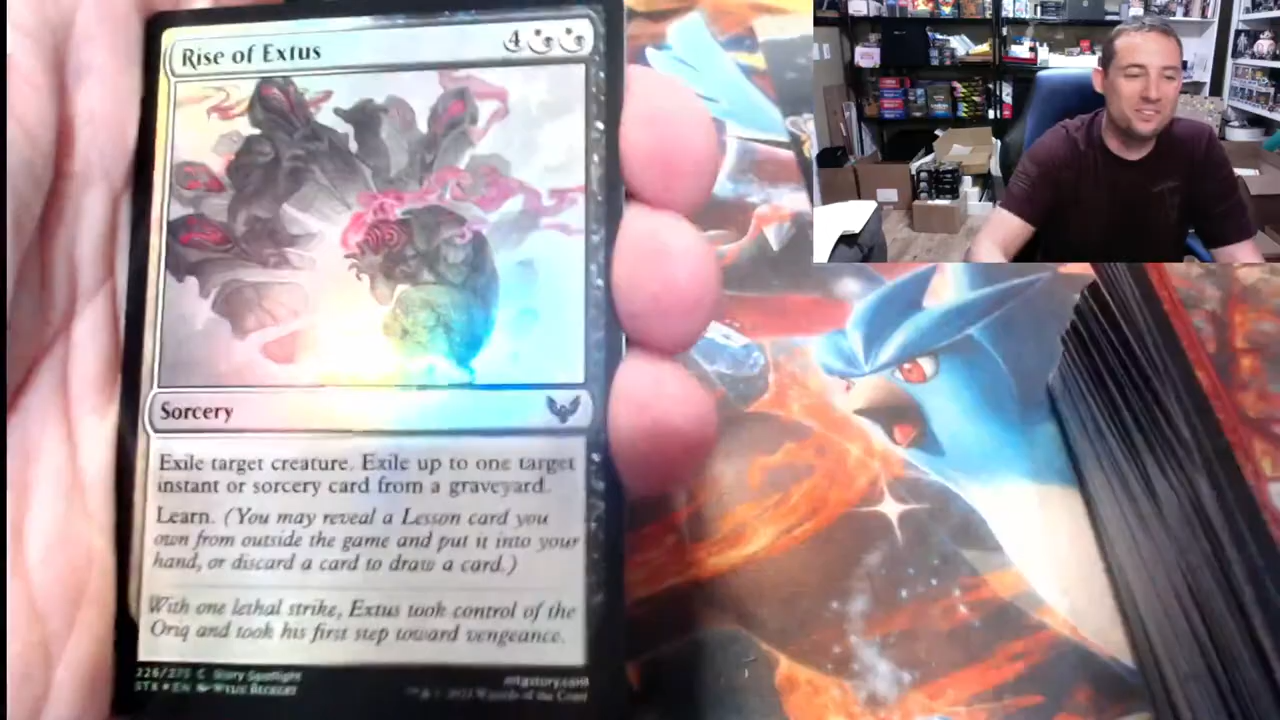 Rise of Extus
4
Sorcery
Exile target creature. Exile up to one target
instant or sorcery card from a graveyard.
Learn. (You may reveal a Lesson card you
own from outside the game and put it into your
hand, or discard a card to draw a card.)
With one lethal strike, Extus took control of the
Oriq and took his first step toward vengeance.
226/275 C Story Spotlight
mtgstory.com
STX ★ EN Wylie Beckert
™ & © 2021 Wizards of the Coast